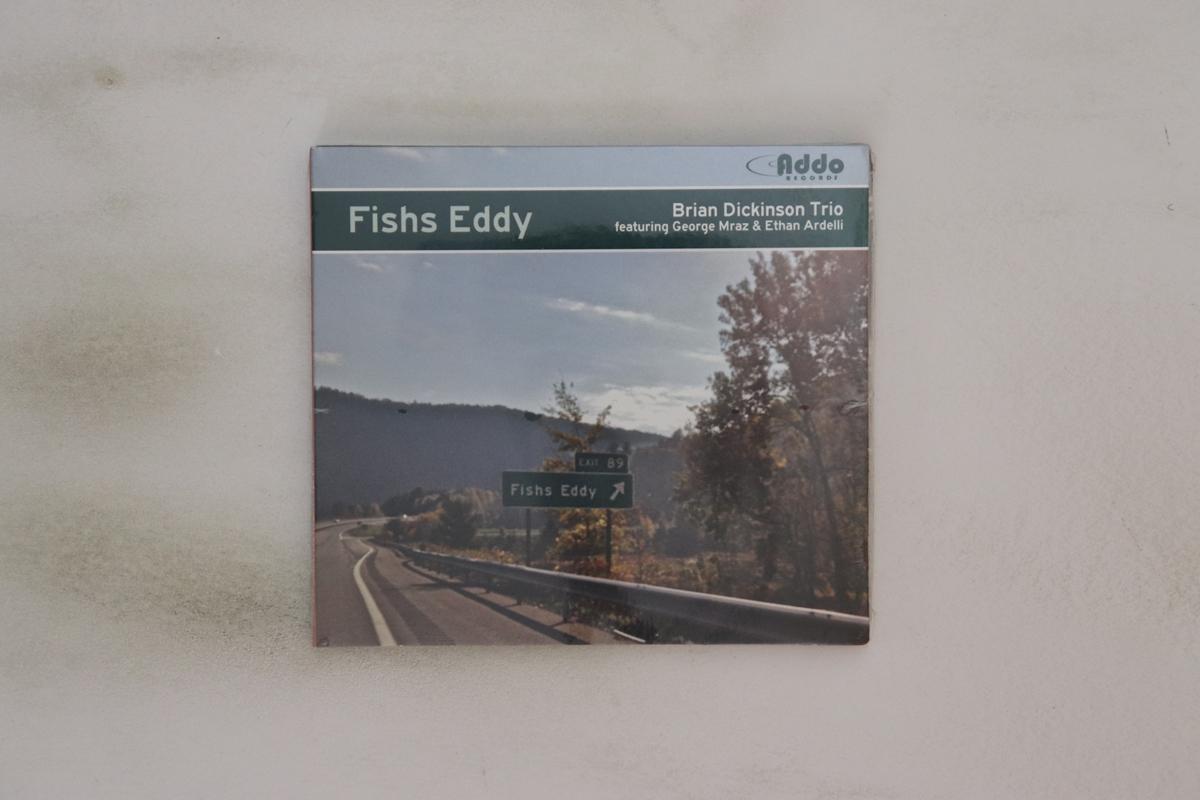 Addo
RECORDS
Fishs Eddy
Brian Dickinson Trio
featuring George Mraz & Ethan Ardelli
EXIT 89
Fishs Eddy